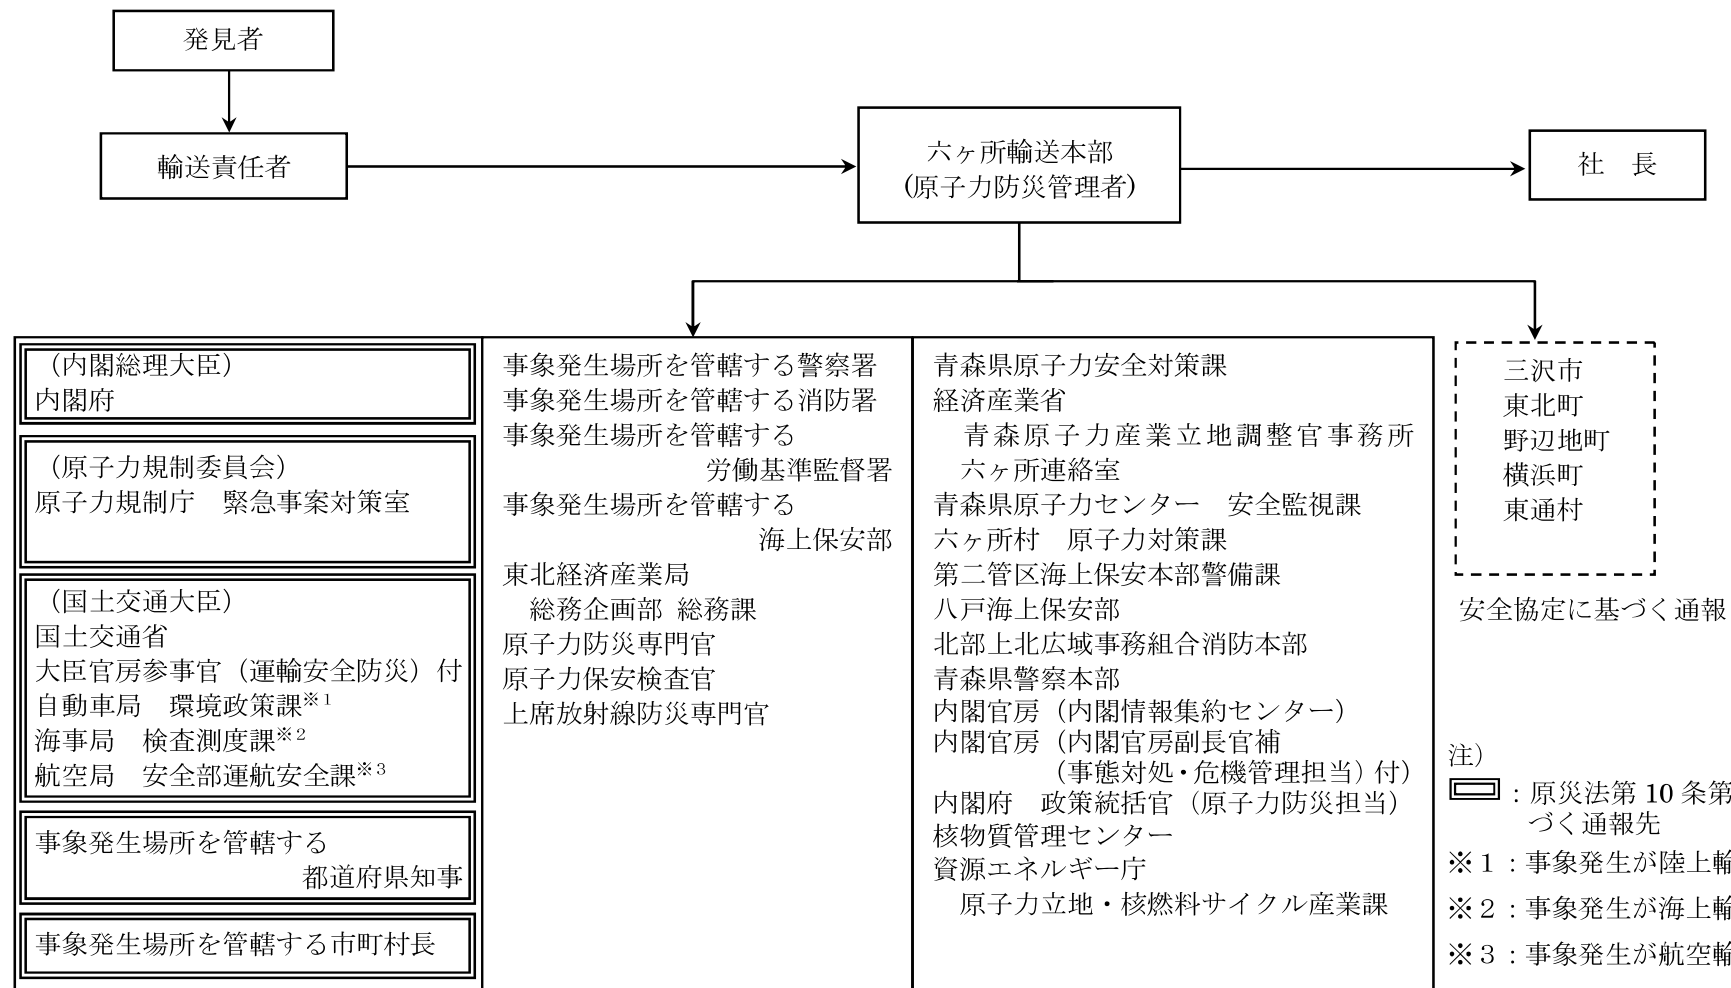 発見者
輸送責任者
六ヶ所輸送本部
(原子力防災管理者)
社　長
（内閣総理大臣）
内閣府
（原子力規制委員会）
原子力規制庁　緊急事案対策室
（国土交通大臣）
国土交通省
大臣官房参事官（運輸安全防災）付
自動車局　環境政策課※1
海事局　検査測度課※2
航空局　安全部運航安全課※3
事象発生場所を管轄する
都道府県知事
事象発生場所を管轄する市町村長
事象発生場所を管轄する警察署
事象発生場所を管轄する消防署
事象発生場所を管轄する
労働基準監督署
事象発生場所を管轄する
海上保安部
東北経済産業局
総務企画部 総務課
原子力防災専門官
原子力保安検査官
上席放射線防災専門官
青森県原子力安全対策課
経済産業省
青森原子力産業立地調整官事務所
六ヶ所連絡室
青森県原子力センター　安全監視課
六ヶ所村　原子力対策課
第二管区海上保安本部警備課
八戸海上保安部
北部上北広域事務組合消防本部
青森県警察本部
内閣官房（内閣情報集約センター）
内閣官房（内閣官房副長官補
（事態対処・危機管理担当）付）
内閣府　政策統括官（原子力防災担当）
核物質管理センター
資源エネルギー庁
原子力立地・核燃料サイクル産業課
三沢市
東北町
野辺地町
横浜町
東通村
安全協定に基づく通報
注）
：原災法第 10 条第
づく通報先
※１：事象発生が陸上輸
※２：事象発生が海上輸
※３：事象発生が航空輸